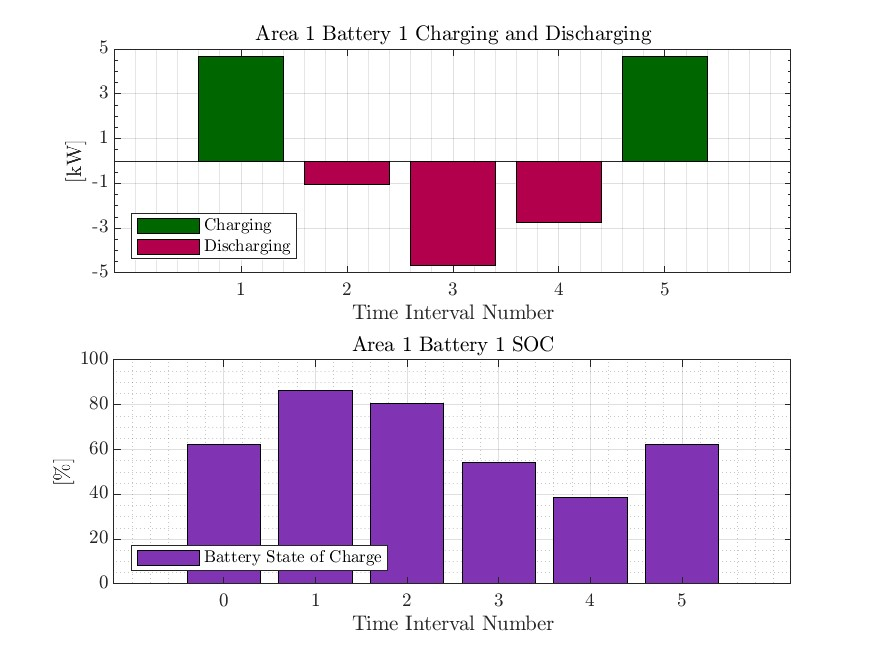 Area 1 Battery 1 Charging and Discharging
5
3
1
-1
-3
-5
[kW]
Charging
Discharging
1 2 3 4 5
Time Interval Number
Area 1 Battery 1 SOC
100
80
60
40
20
0
[%]
Battery State of Charge
0 1 2 3 4 5
Time Interval Number